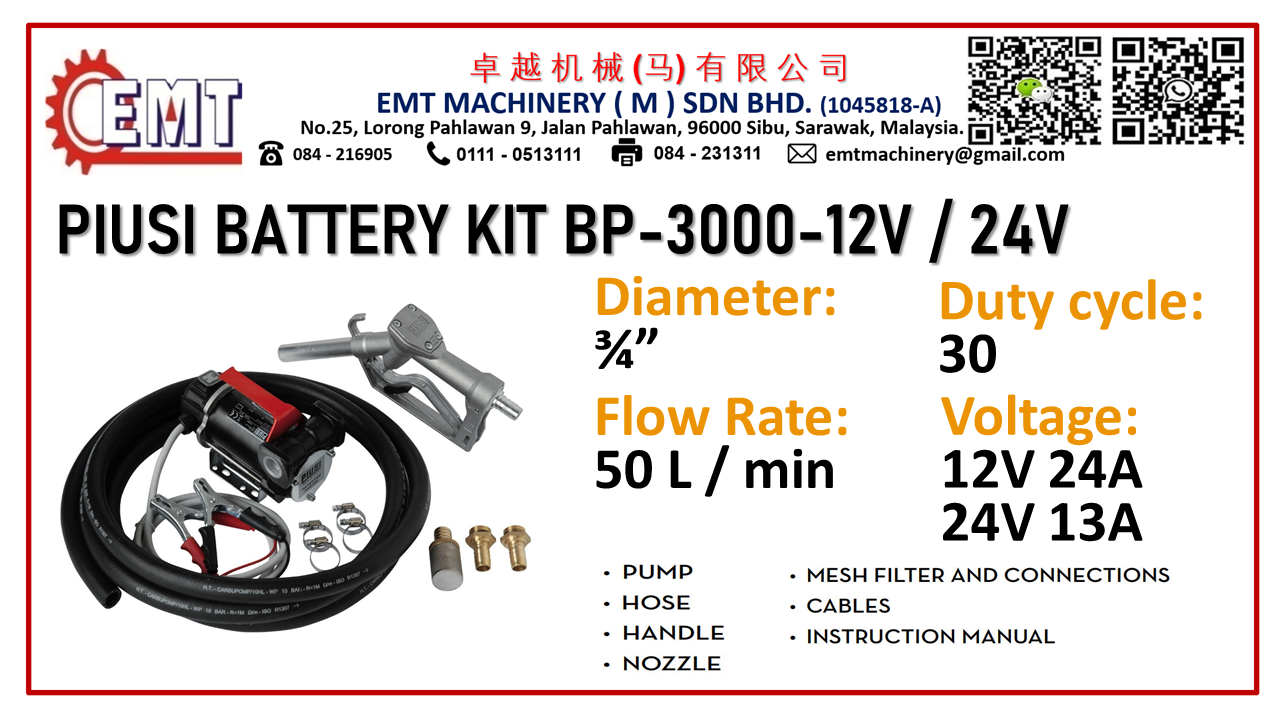 EMT
卓越机械(马)有限公司
EMT MACHINERY ( M ) SDN BHD. (1045818-A)
No.25, Lorong Pahlawan 9, Jalan Pahlawan, 96000 Sibu, Sarawak, Malaysia.
084 - 216905 0111 - 0513111 084 - 231311 emtmachinery@gmail.com
PIUSI BATTERY KIT BP-3000-12V / 24V
Diameter:
¾”
Duty cycle:
30
Flow Rate:
50 L / min
Voltage:
12V 24A
24V 13A
PIUSI
PIUSI
• PUMP
• HOSE
• HANDLE
• NOZZLE
• MESH FILTER AND CONNECTIONS
• CABLES
• INSTRUCTION MANUAL